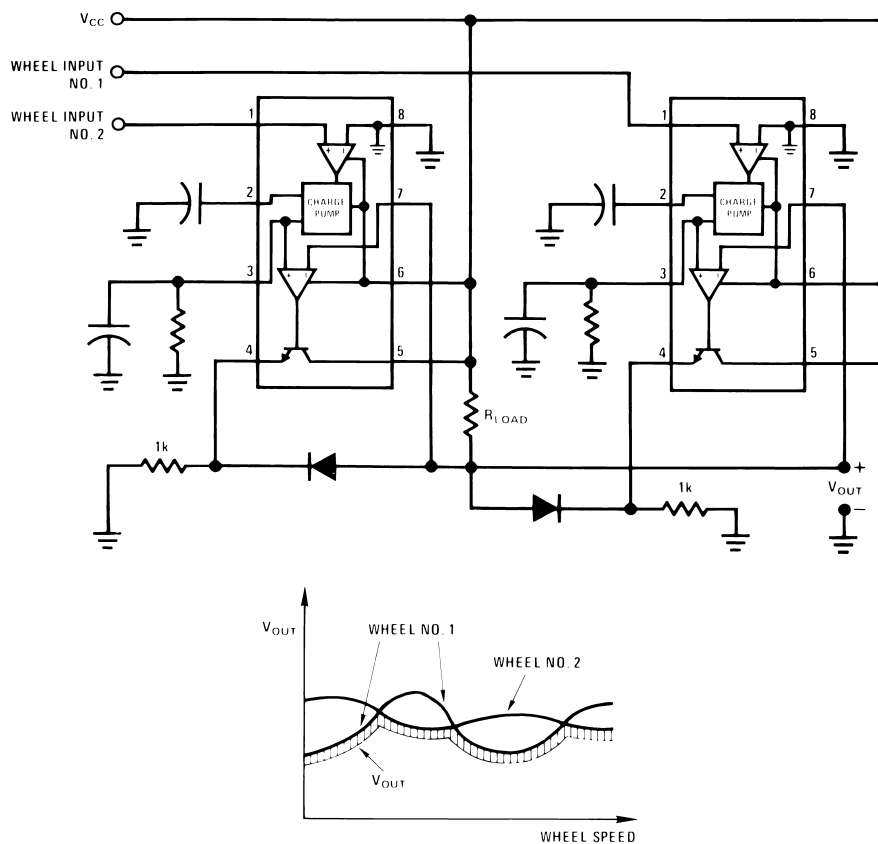 VCC
WHEEL INPUT
NO. 1
WHEEL INPUT
NO. 2
1
8
2
CHARGE
PUMP
7
3
6
4
5
+
-
+
-
1
8
2
CHARGE
PUMP
7
3
6
4
5
+
-
+
-
RLOAD
1k
1k
+
VOUT
-
VOUT
WHEEL NO. 1
WHEEL NO. 2
VOUT
WHEEL SPEED